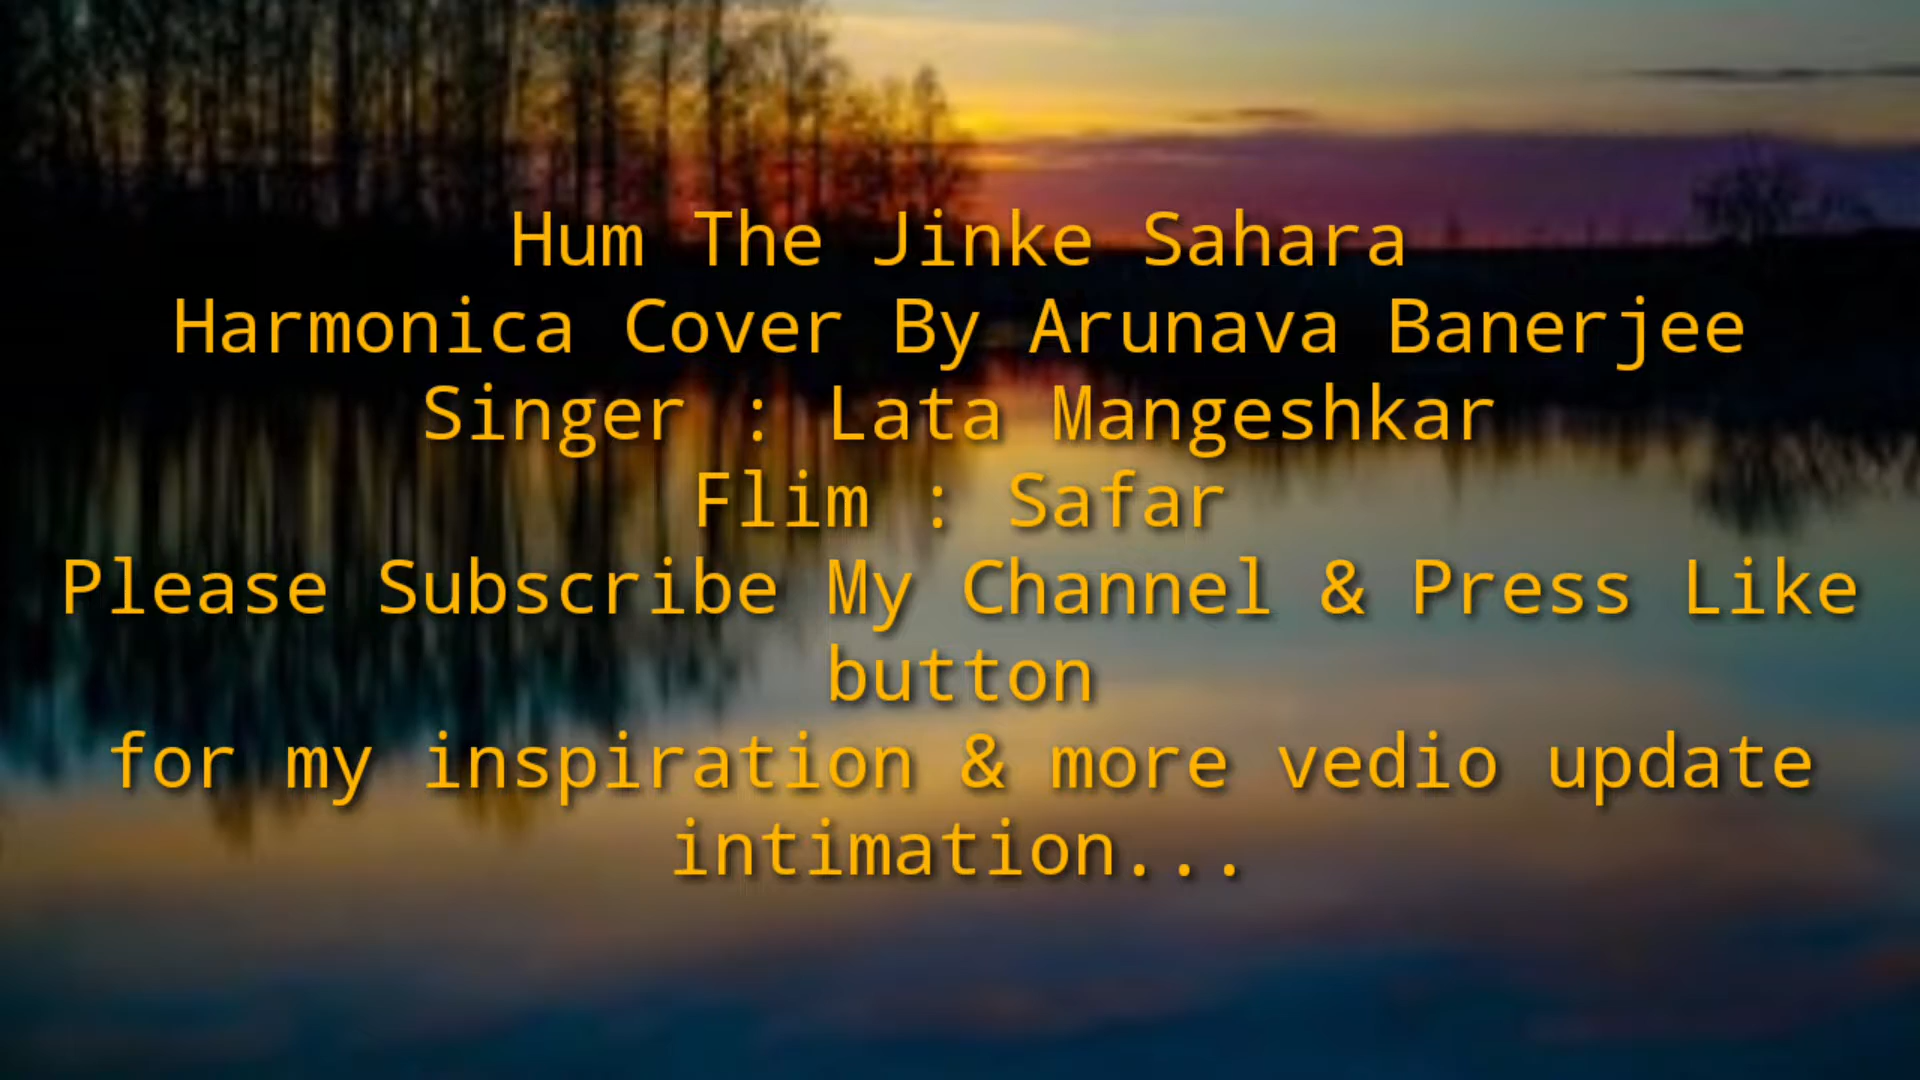 Hum The Jinke Sahara
Harmonica Cover By Arunava Banerjee
Singer : Lata Mangeshkar
Flim : Safar
Please Subscribe My Channel & Press Like
button
for my inspiration & more vedio update
intimation...